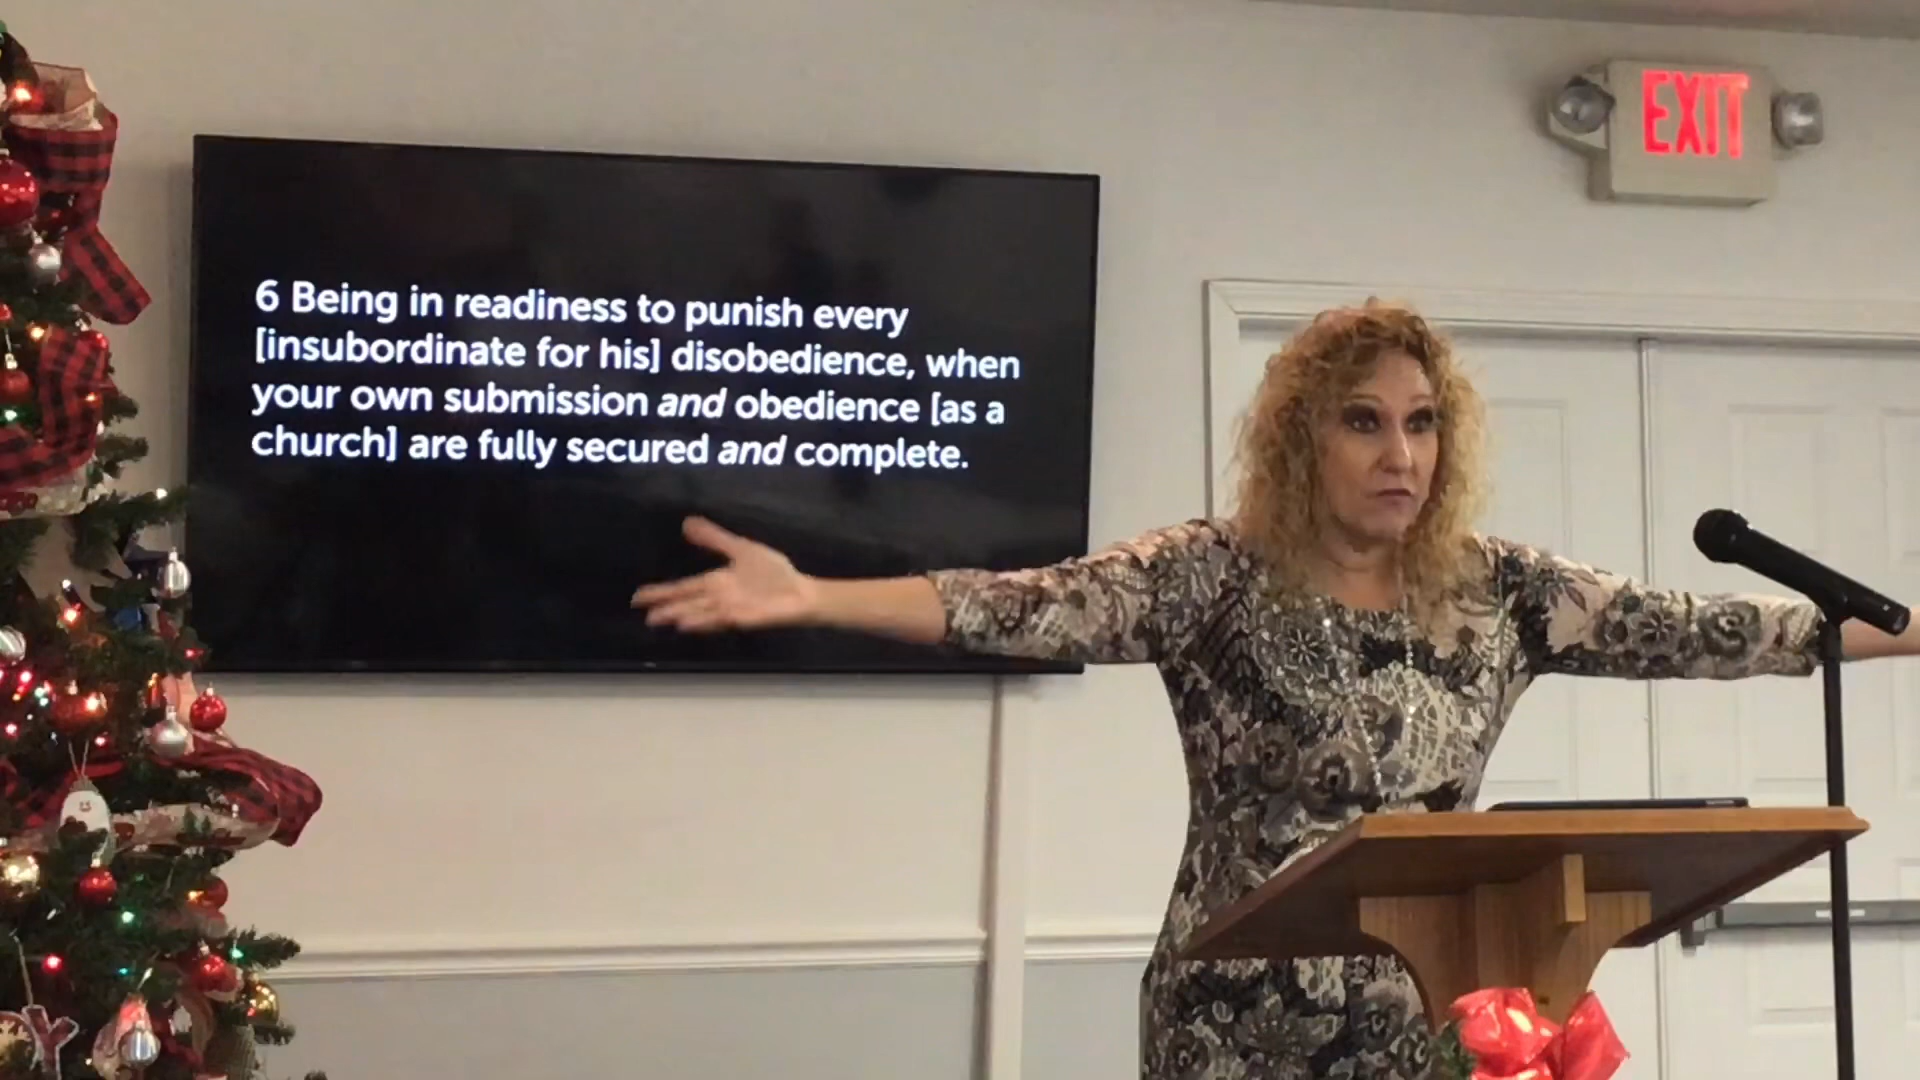 6 Being in readiness to punish every
[insubordinate for his] disobedience, when
your own submission and obedience [as a
church] are fully secured and complete.
EXIT